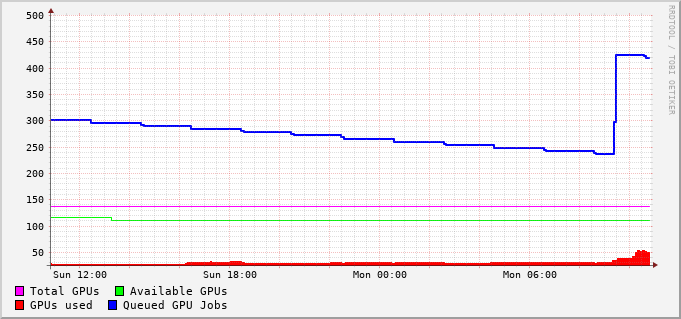 500
450
400
350
300
250
200
150
100
50
Sun 12:00 Sun 18:00 Mon 00:00 Mon 06:00
Total GPUs Available GPUs
GPUs used Queued GPU Jobs
RRDTOOL / TOBI OETIKER